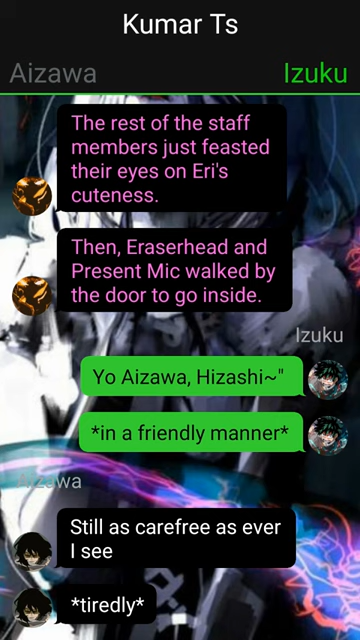 Kumar Ts
Aizawa Izuku
The rest of the staff
members just feasted
their eyes on Eri's
cuteness.
Then, Eraserhead and
Present Mic walked by
the door to go inside.
Izuku
Yo Aizawa, Hizashi~"
*in a friendly manner*
Aizawa
Still as carefree as ever
I see
*tiredly*